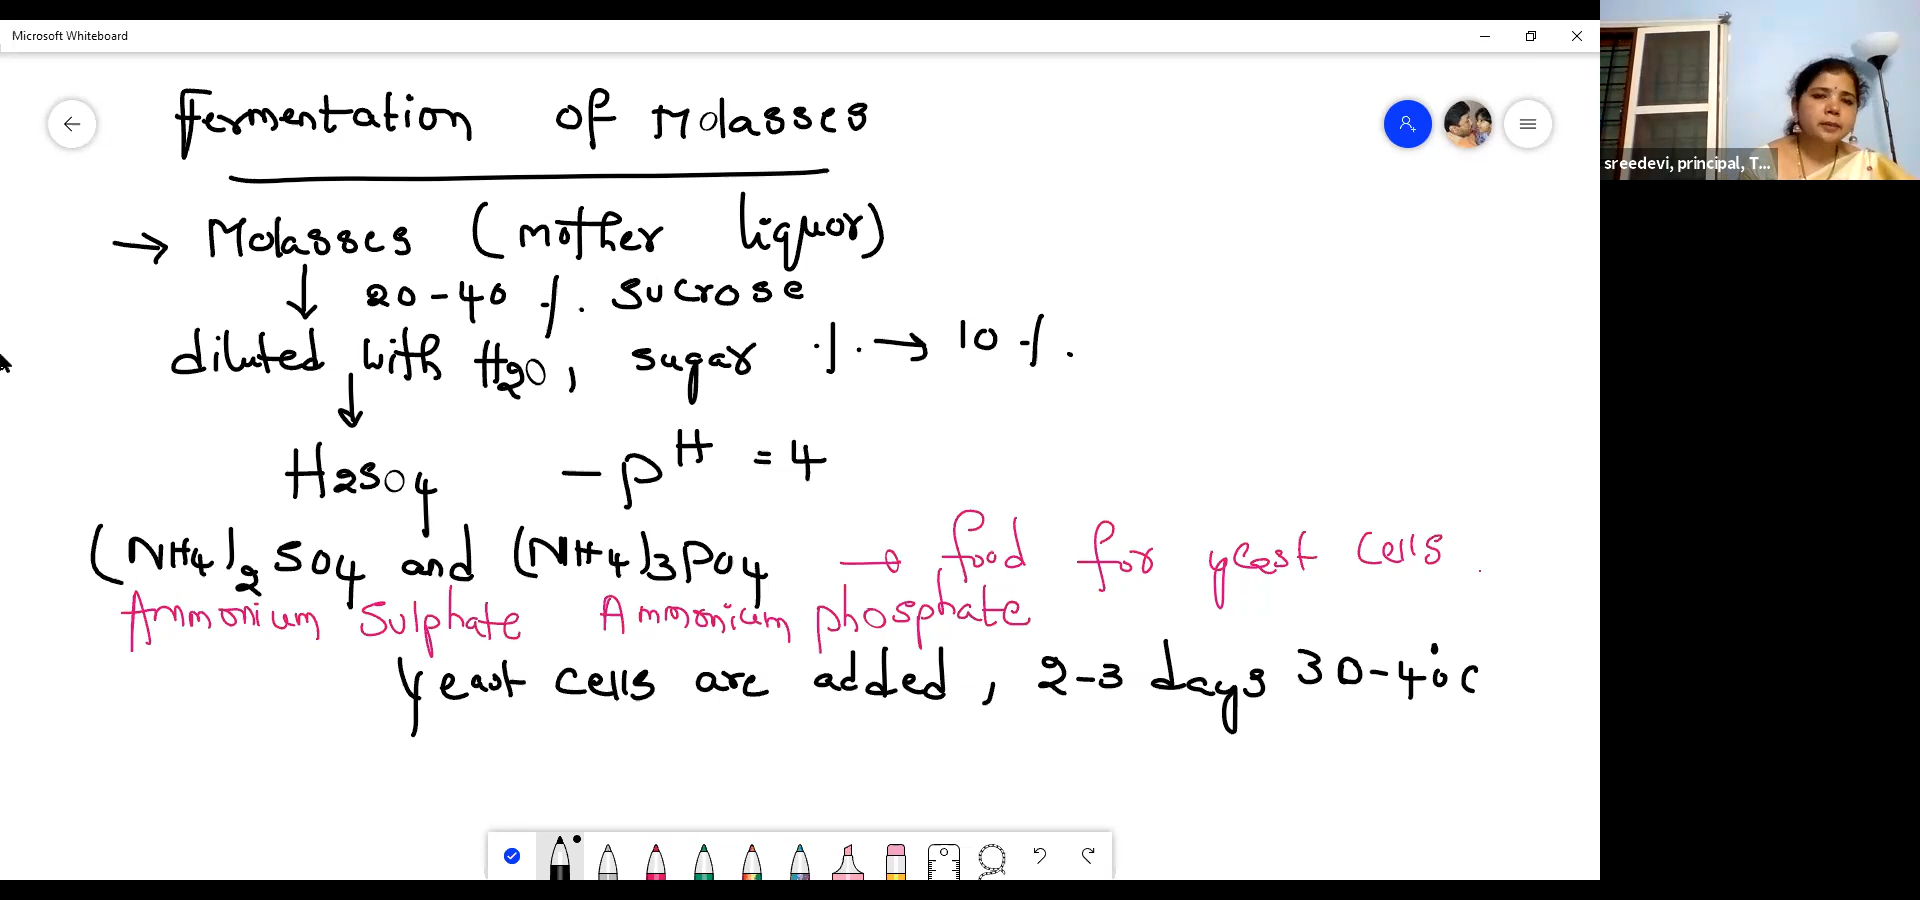 Microsoft Whiteboard
Fermentation of Molasses
→ Molasses (mother liquor)
↓ 20-40 %. sucrose
diluted with H2O, sugar %. → 10 %.
↓
H2SO4 - pH = 4
(NH4)2SO4 and (NH4)3PO4 → food for yeast cells
Ammonium Sulphate Ammonium phosphate
yeast cells are added, 2-3 days 30-40°C
sreedevi, principal, T...